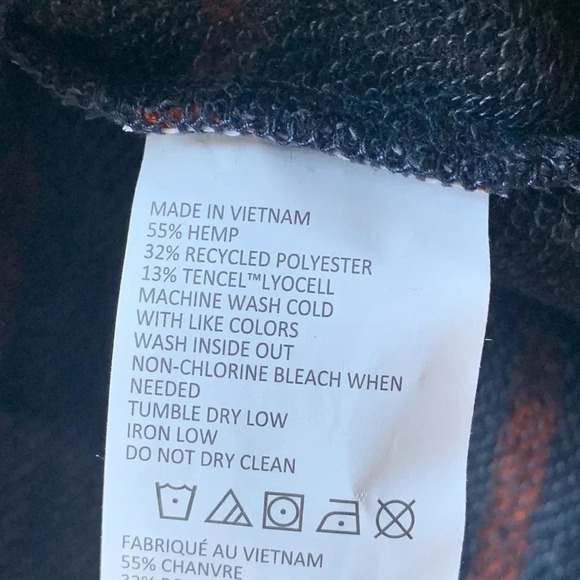 MADE IN VIETNAM
55% HEMP
32% RECYCLED POLYESTER
13% TENCEL™LYOCELL
MACHINE WASH COLD
WITH LIKE COLORS
WASH INSIDE OUT
NON-CHLORINE BLEACH WHEN
NEEDED
TUMBLE DRY LOW
IRON LOW
DO NOT DRY CLEAN
FABRIQUÉ AU VIETNAM
55% CHANVRE